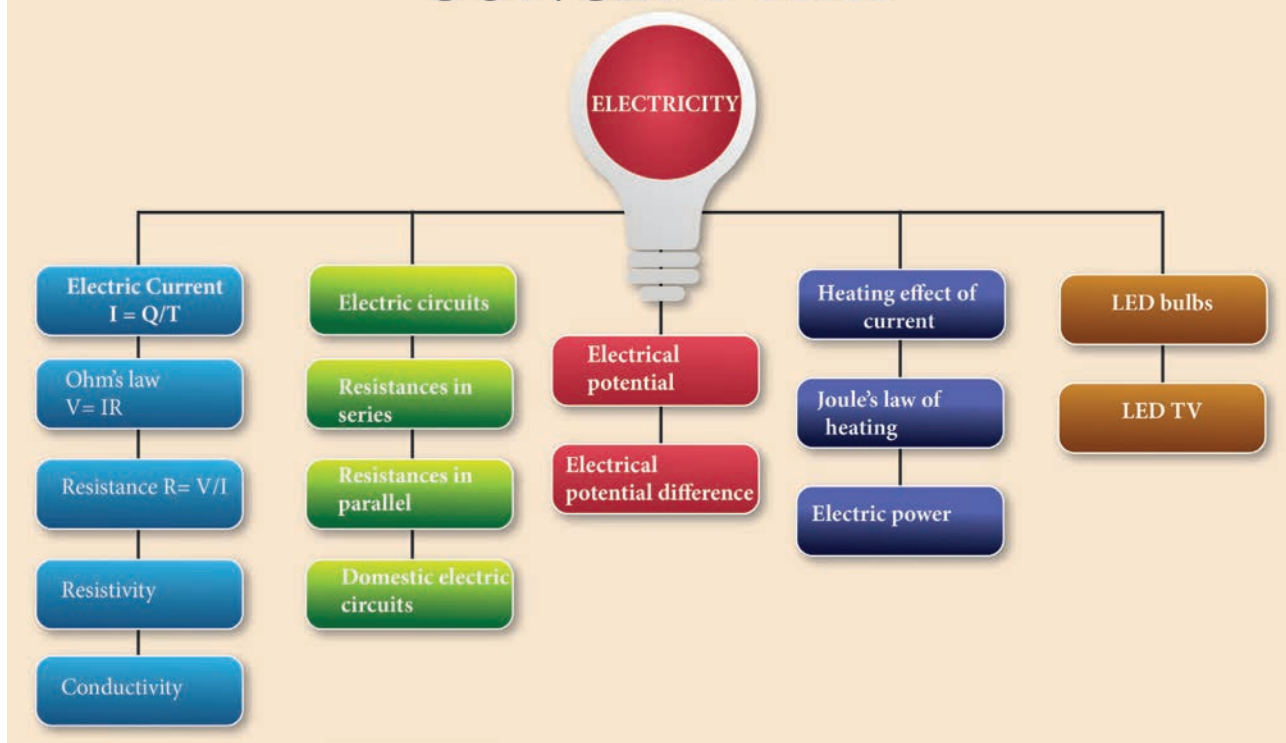 ELECTRICITY
Electric Current
I = Q/T
Ohm's law
V= IR
Resistance R= V/I
Resistivity
Conductivity
Electric circuits
Resistances in
series
Resistances in
parallel
Domestic electric
circuits
Electrical
potential
Electrical
potential difference
Heating effect of
current
Joule's law of
heating
Electric power
LED bulbs
LED TV